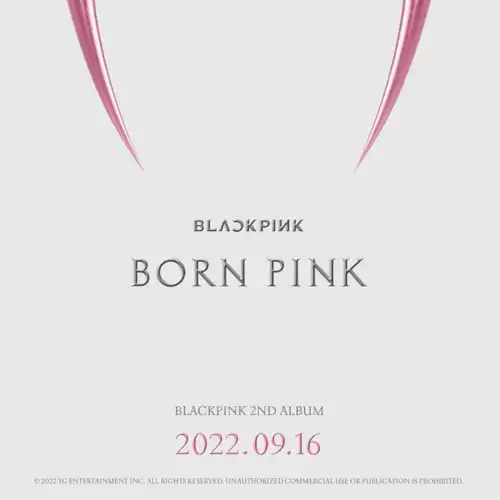 BLACKPINK
BORN PINK
BLACKPINK 2ND ALBUM
2022.09.16
© 2022 YG ENTERTAINMENT INC. ALL RIGHTS RESERVED. UNAUTHORIZED COMMERCIAL USE OR PUBLICATION IS PROHIBITED.